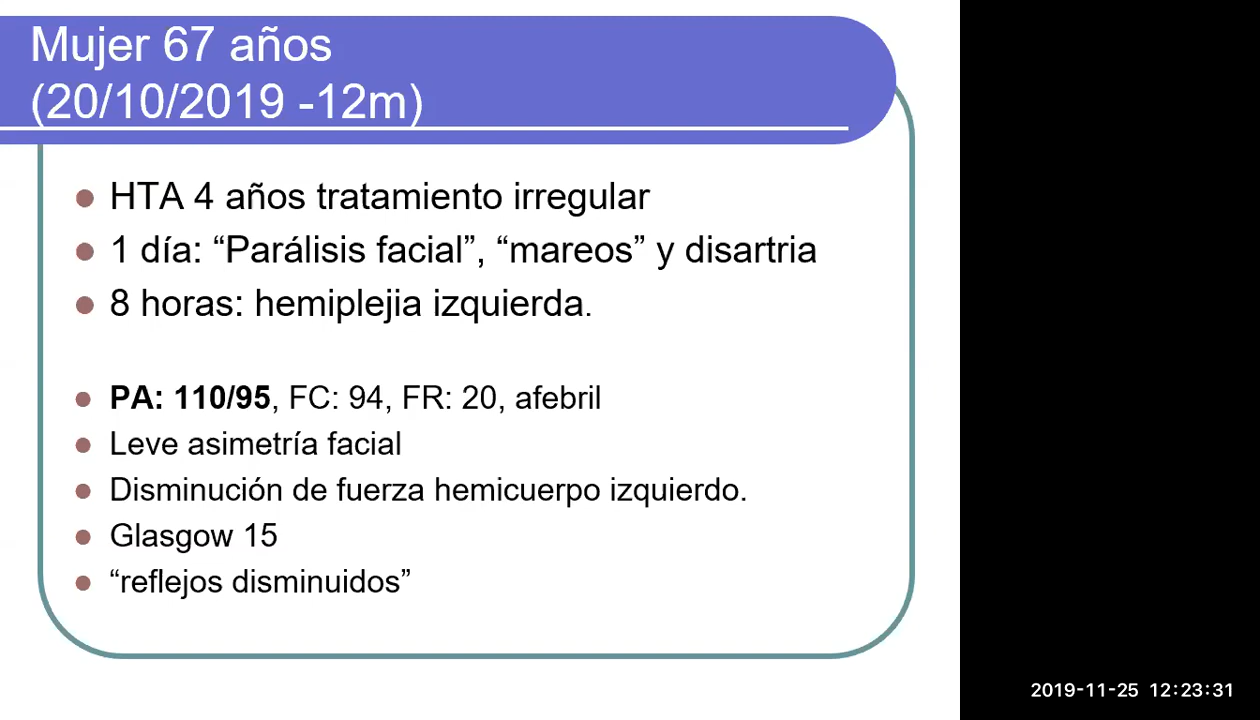 Mujer 67 años
(20/10/2019 -12m)
HTA 4 años tratamiento irregular
1 día: “Parálisis facial”, “mareos” y disartria
8 horas: hemiplejia izquierda.
PA: 110/95, FC: 94, FR: 20, afebril
Leve asimetría facial
Disminución de fuerza hemicuerpo izquierdo.
Glasgow 15
“reflejos disminuidos”
2019-11-25 12:23:31